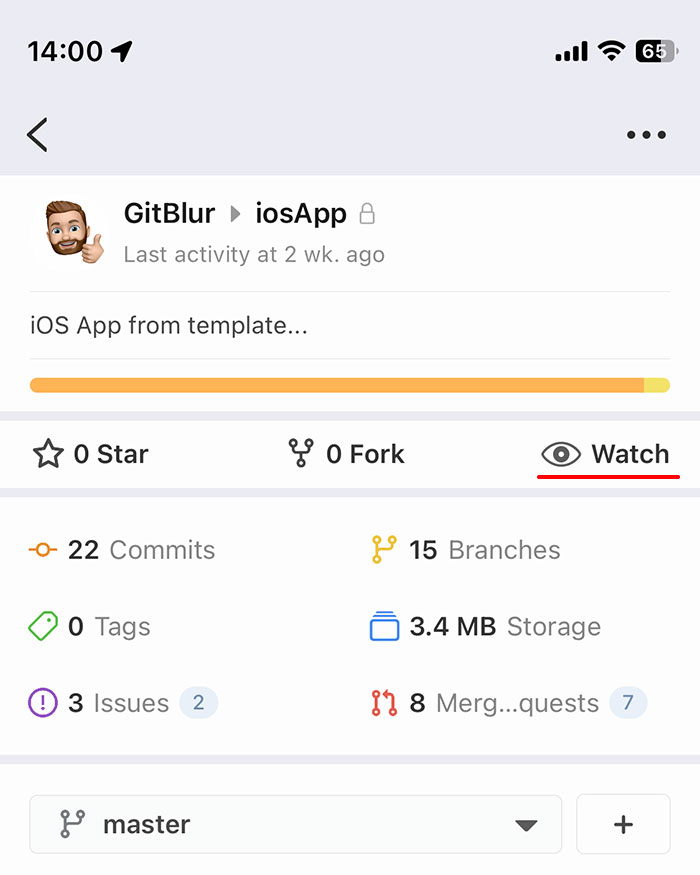 14:00 65
GitBlur iosApp
Last activity at 2 wk. ago
iOS App from template...
0 Star 0 Fork Watch
22 Commits 15 Branches
0 Tags 3.4 MB Storage
3 Issues 2 8 Merg...quests 7
master +